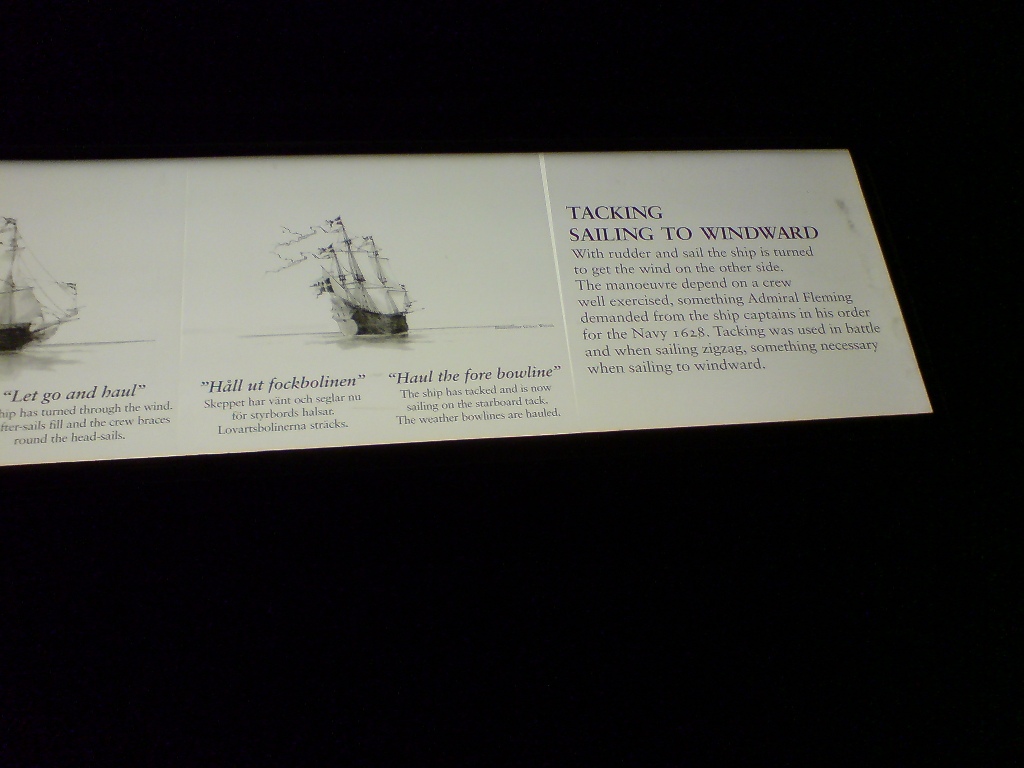 "Let go and haul"
hip has turned through the wind.
fter-sails fill and the crew braces
round the head-sails.
"Håll ut fockbolinen"
Skeppet har vänt och seglar nu
för styrbords halsar.
Lovartsbolinerna sträcks.
"Haul the fore bowline"
The ship has tacked and is now
sailing on the starboard tack.
The weather bowlines are hauled.
TACKING
SAILING TO WINDWARD
With rudder and sail the ship is turned
to get the wind on the other side.
The manoeuvre depend on a crew
well exercised, something Admiral Fleming
demanded from the ship captains in his order
for the Navy 1628. Tacking was used in battle
and when sailing zigzag, something necessary
when sailing to windward.